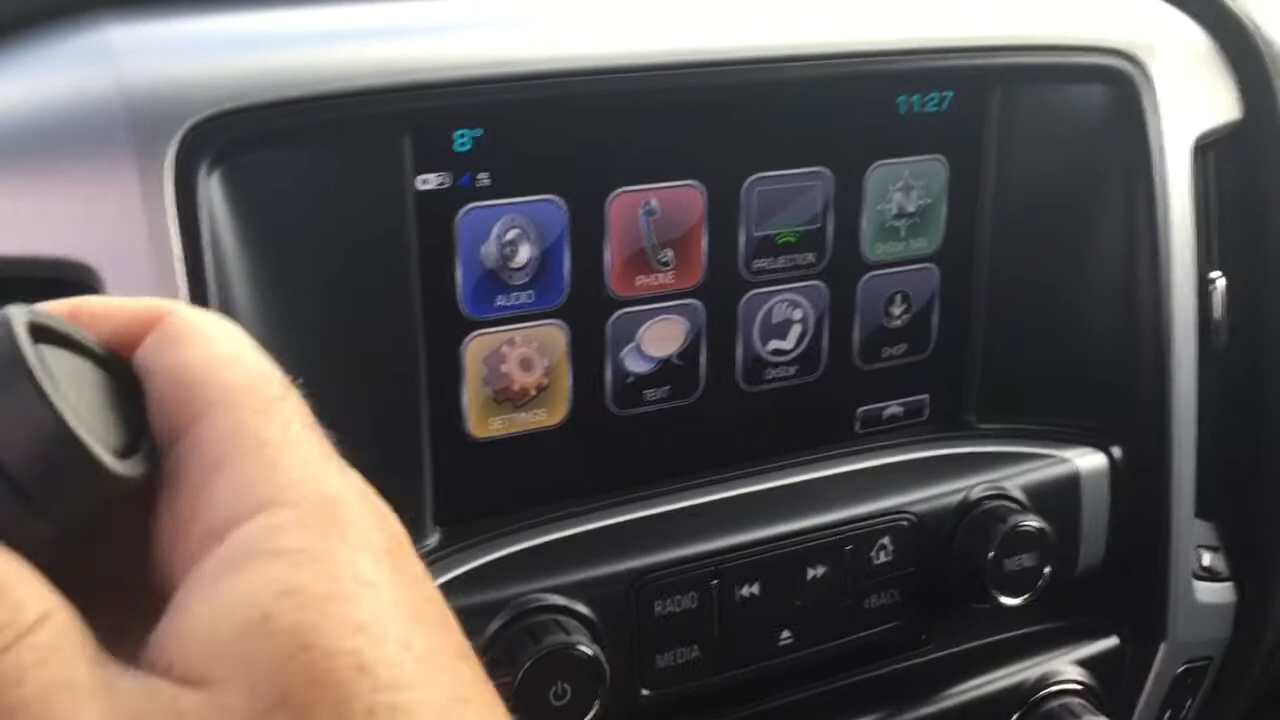 8°
11:27
AUDIO
PHONE
PROJECTION
N
OnStar NAV
SETTINGS
TEXT
OnStar
SHOP
RADIO
MEDIA
BACK
MENU